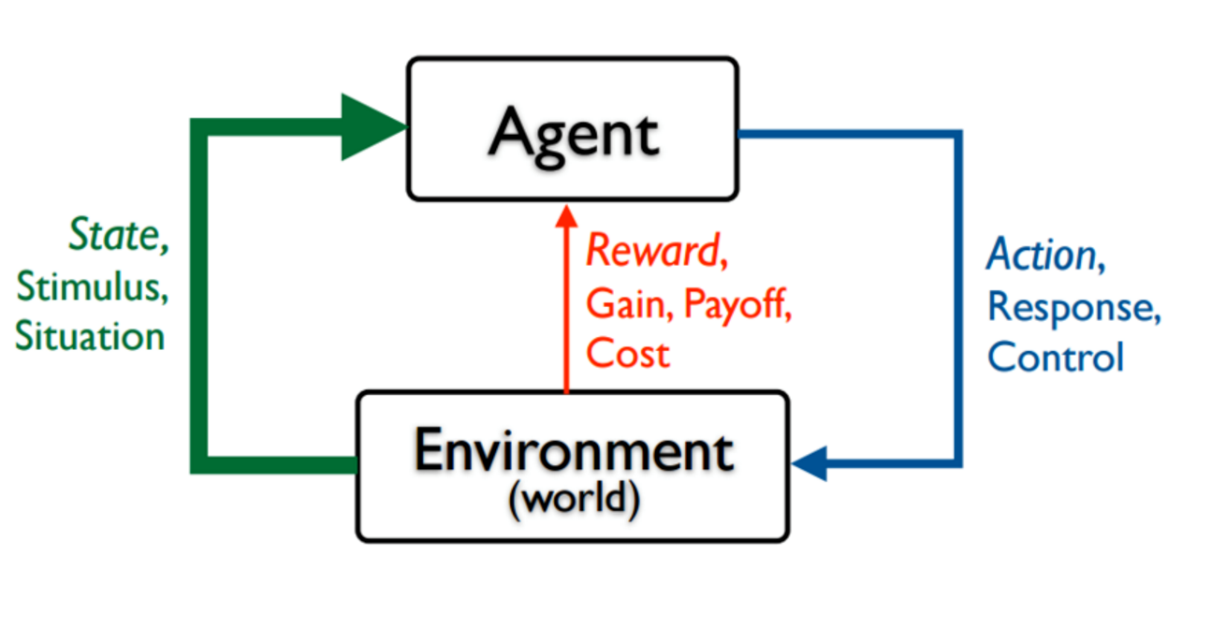 Agent
State,
Stimulus,
Situation
Reward,
Gain, Payoff,
Cost
Action,
Response,
Control
Environment
(world)